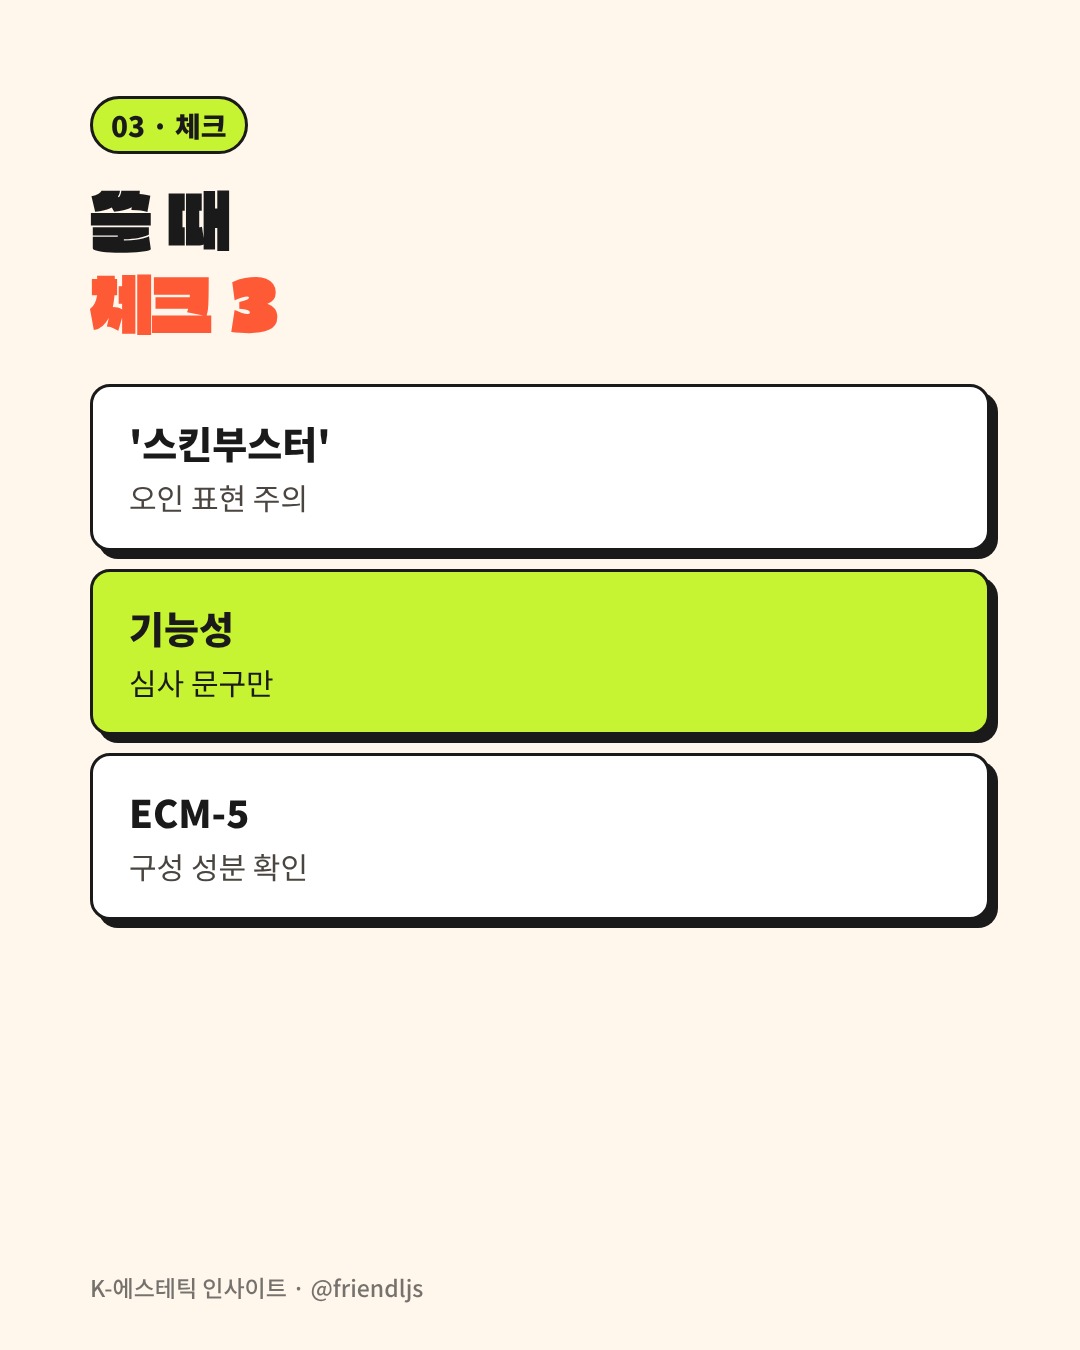 03 · 체크
쓸 때
체크 3
'스킨부스터'
오인 표현 주의
기능성
심사 문구만
ECM-5
구성 성분 확인
K-에스테틱 인사이트 · @friendljs